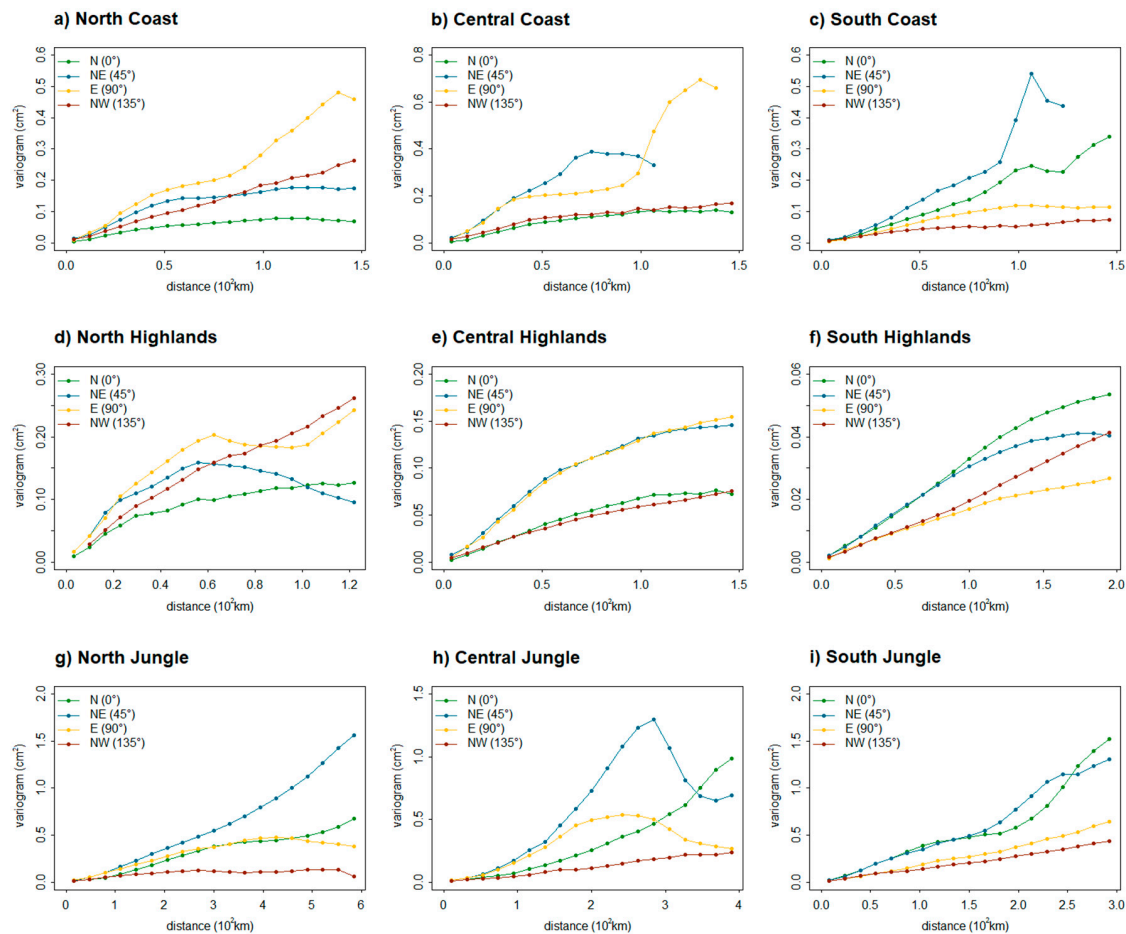 a) North Coast
variogram (cm²)
0.0 0.1 0.2 0.3 0.4 0.5 0.6
N (0°)
NE (45°)
E (90°)
NW (135°)
0.0 0.5 1.0 1.5
distance (10²km)
b) Central Coast
variogram (cm²)
0.0 0.2 0.4 0.6 0.8
N (0°)
NE (45°)
E (90°)
NW (135°)
0.0 0.5 1.0 1.5
distance (10²km)
c) South Coast
variogram (cm²)
0.0 0.1 0.2 0.3 0.4 0.5 0.6
N (0°)
NE (45°)
E (90°)
NW (135°)
0.0 0.5 1.0 1.5
distance (10²km)
d) North Highlands
variogram (cm²)
0.00 0.10 0.20 0.30
N (0°)
NE (45°)
E (90°)
NW (135°)
0.0 0.2 0.4 0.6 0.8 1.0 1.2
distance (10²km)
e) Central Highlands
variogram (cm²)
0.00 0.05 0.10 0.15 0.20
N (0°)
NE (45°)
E (90°)
NW (135°)
0.0 0.5 1.0 1.5
distance (10²km)
f) South Highlands
variogram (cm²)
0.00 0.02 0.04 0.06
N (0°)
NE (45°)
E (90°)
NW (135°)
0.0 0.5 1.0 1.5 2.0
distance (10²km)
g) North Jungle
variogram (cm²)
0.0 0.5 1.0 1.5 2.0
N (0°)
NE (45°)
E (90°)
NW (135°)
0 1 2 3 4 5 6
distance (10²km)
h) Central Jungle
variogram (cm²)
0.0 0.5 1.0 1.5
N (0°)
NE (45°)
E (90°)
NW (135°)
0 1 2 3 4
distance (10²km)
i) South Jungle
variogram (cm²)
0.0 0.5 1.0 1.5 2.0
N (0°)
NE (45°)
E (90°)
NW (135°)
0.0 0.5 1.0 1.5 2.0 2.5 3.0
distance (10²km)